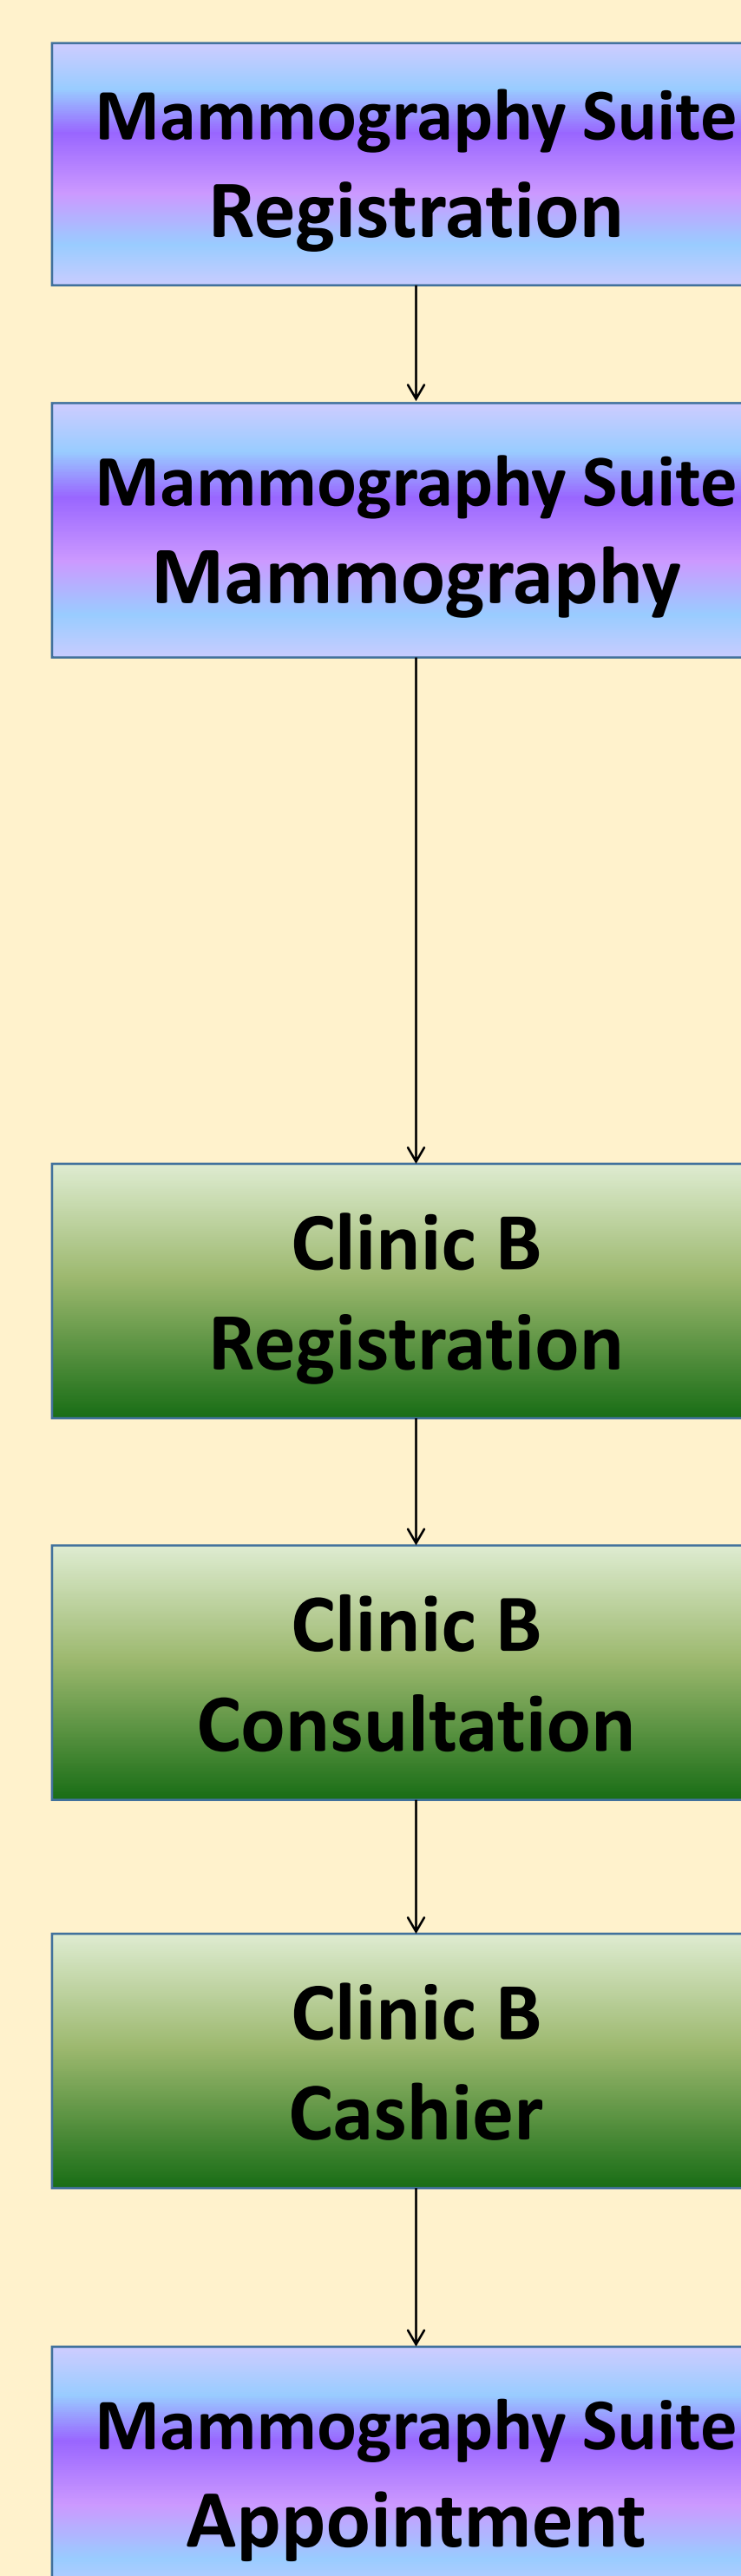 Mammography Suite
Registration
Mammography Suite
Mammography
Clinic B
Registration
Clinic B
Consultation
Clinic B
Cashier
Mammography Suite
Appointment